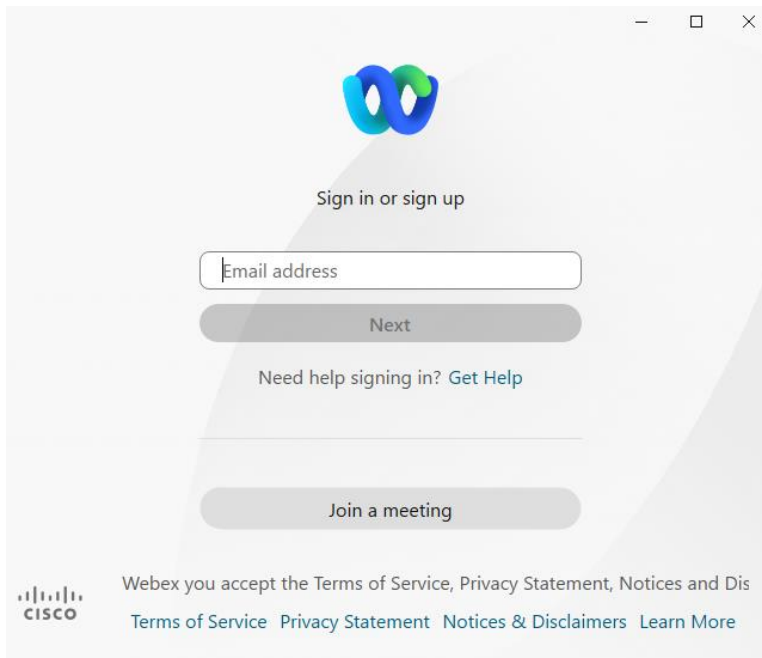 Sign in or sign up
Email address
Next
Need help signing in? Get Help
Join a meeting
Webex you accept the Terms of Service, Privacy Statement, Notices and Dis
CISCO
Terms of Service Privacy Statement Notices & Disclaimers Learn More